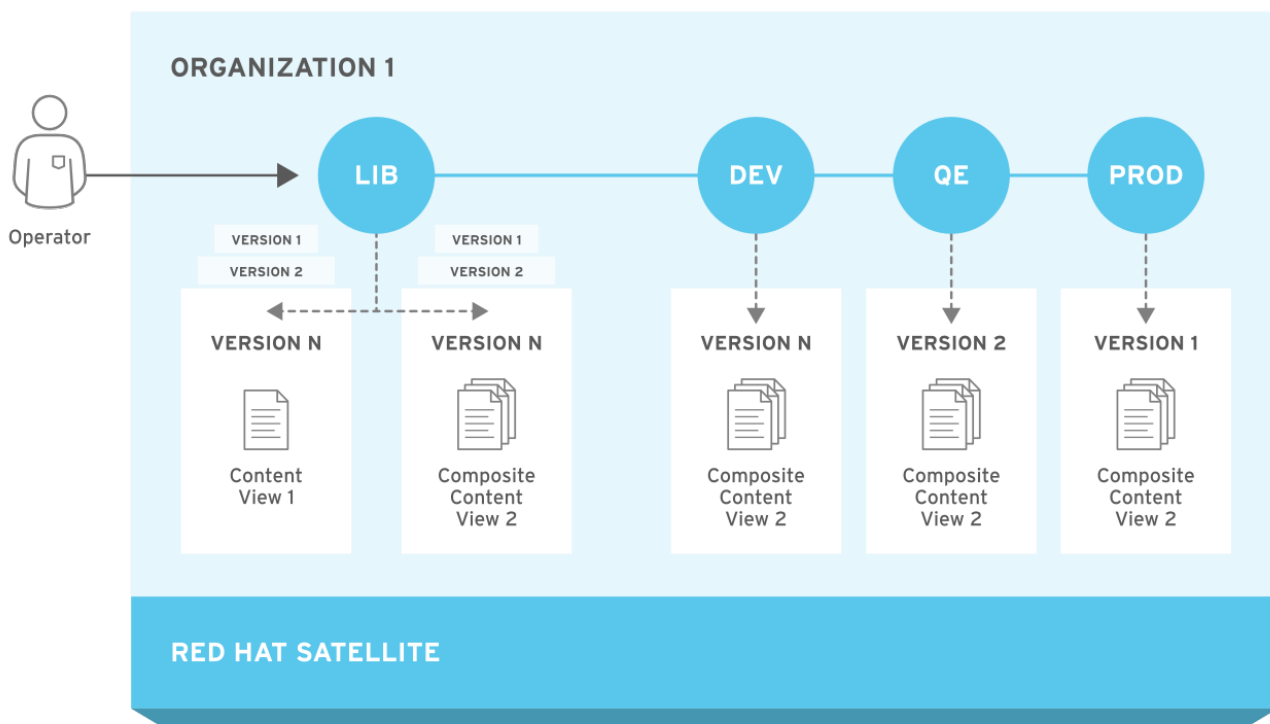 ORGANIZATION 1
Operator
LIB
DEV
QE
PROD
VERSION 1
VERSION 2
VERSION N
Content
View 1
VERSION 1
VERSION 2
VERSION N
Composite
Content
View 2
VERSION N
Composite
Content
View 2
VERSION 2
Composite
Content
View 2
VERSION 1
Composite
Content
View 2
RED HAT SATELLITE